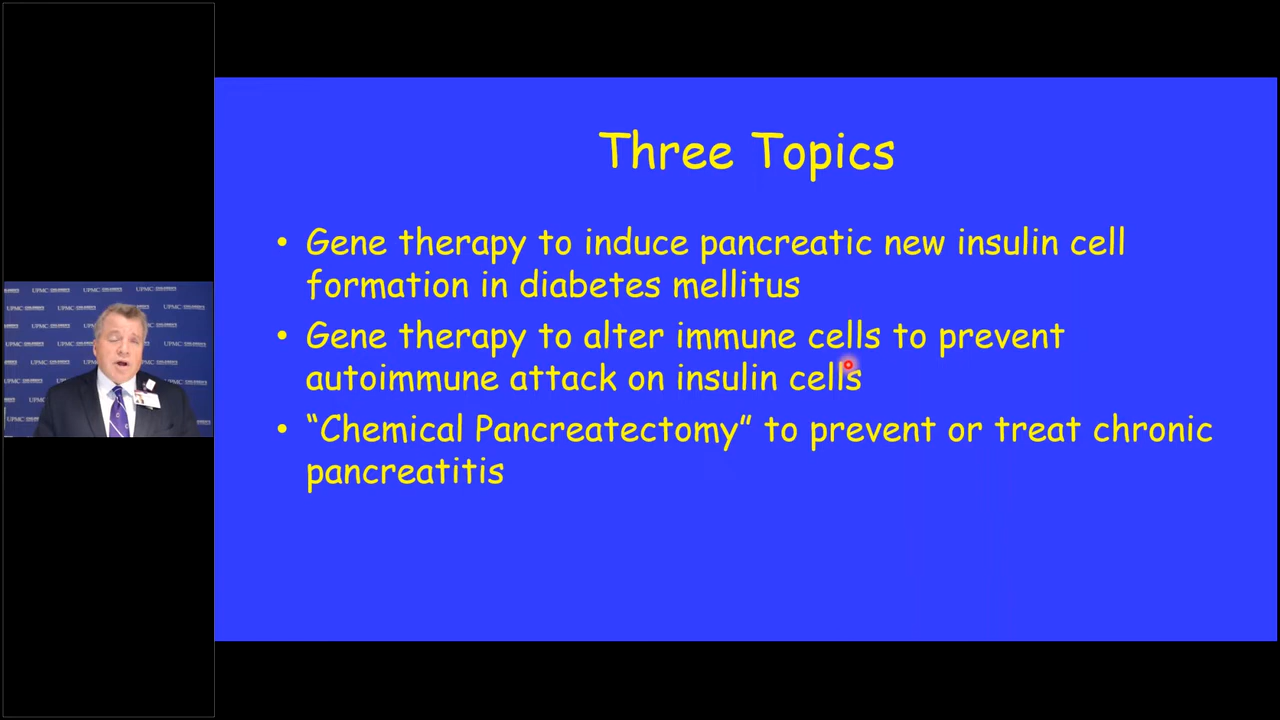 Three Topics
• Gene therapy to induce pancreatic new insulin cell
formation in diabetes mellitus
• Gene therapy to alter immune cells to prevent
autoimmune attack on insulin cells
• “Chemical Pancreatectomy” to prevent or treat chronic
pancreatitis
UPMC